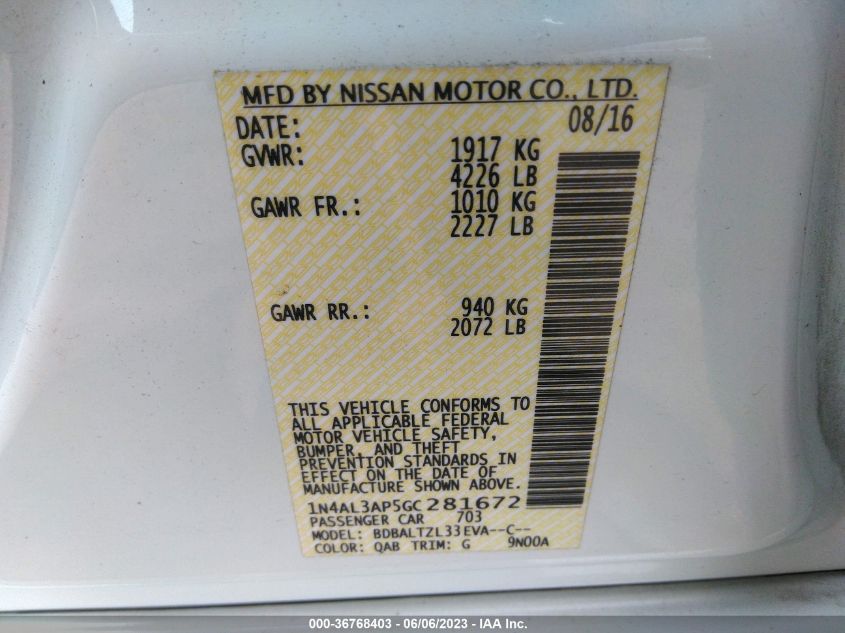 MFD BY NISSAN MOTOR CO., LTD.
DATE: 08/16
GVWR: 1917 KG
4226 LB
GAWR FR.: 1010 KG
2227 LB
GAWR RR.: 940 KG
2072 LB
THIS VEHICLE CONFORMS TO
ALL APPLICABLE FEDERAL
MOTOR VEHICLE SAFETY,
BUMPER, AND THEFT
PREVENTION STANDARDS IN
EFFECT ON THE DATE OF
MANUFACTURE SHOWN ABOVE.
1N4AL3AP5GC281672
PASSENGER CAR 703
MODEL: BDBALTZL33EVA--C--
COLOR: QAB TRIM: G 9N00A
000-36768403 - 06/06/2023 - IAA Inc.